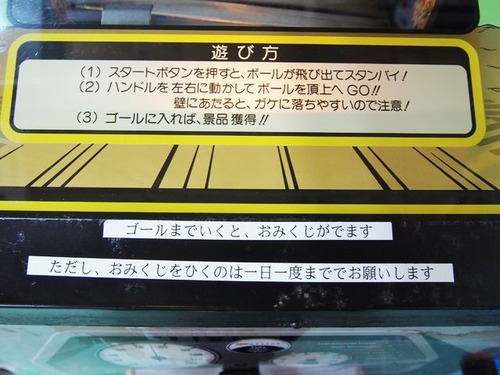 遊び方
(1) スタートボタンを押すと、ボールが飛び出てスタンバイ!
(2) ハンドルを左右に動かしてボールを頂上へGO!!
壁にあたると、ガケに落ちやすいので注意!
(3) ゴールに入れば、景品獲得!!
ゴールまでいくと、おみくじがでます
ただし、おみくじをひくのは一日一度まででお願いします